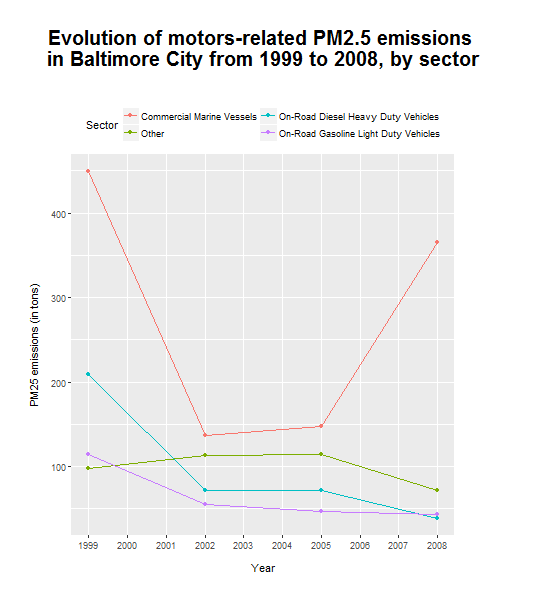 Evolution of motors-related PM2.5 emissions
in Baltimore City from 1999 to 2008, by sector
Sector
Commercial Marine Vessels
On-Road Diesel Heavy Duty Vehicles
Other
On-Road Gasoline Light Duty Vehicles
PM25 emissions (in tons)
400
300
200
100
1999 2000 2001 2002 2003 2004 2005 2006 2007 2008
Year